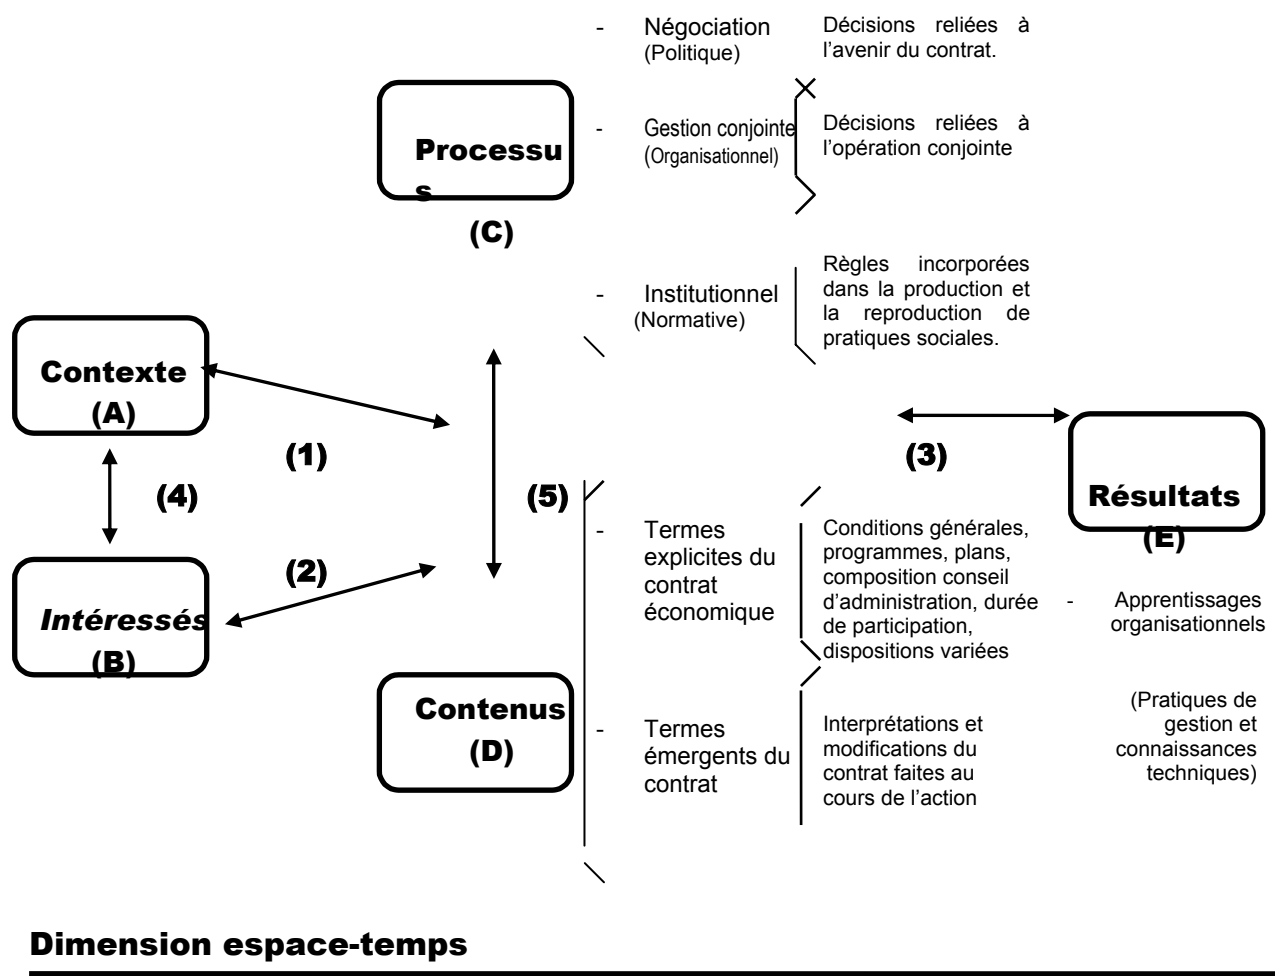 - Négociation
(Politique)
Décisions reliées à
l’avenir du contrat.
Processu
s
(C)
- Gestion conjointe
(Organisationnel)
Décisions reliées à
l’opération conjointe
- Institutionnel
(Normative)
Règles incorporées
dans la production et
la reproduction de
pratiques sociales.
Contexte
(A)
(1)
(3)
(4)
(5)
Résultats
(E)
(2)
Intéressés
(B)
- Termes
explicites du
contrat
économique
Conditions générales,
programmes, plans,
composition conseil
d’administration, durée
de participation,
dispositions variées
- Apprentissages
organisationnels
Contenus
(D)
- Termes
émergents du
contrat
Interprétations et
modifications du
contrat faites au
cours de l’action
(Pratiques de
gestion et
connaissances
techniques)
Dimension espace-temps